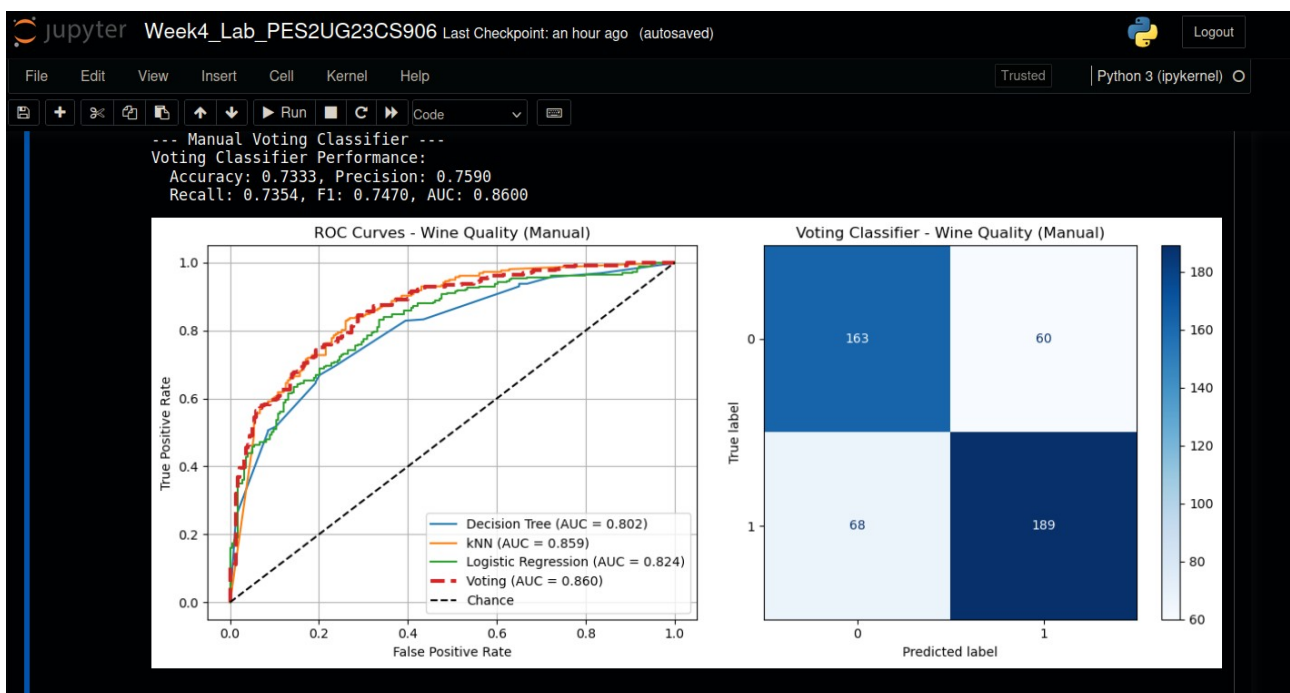 jupyter Week4_Lab_PES2UG23CS906 Last Checkpoint: an hour ago (autosaved) Logout
File Edit View Insert Cell Kernel Help Trusted Python 3 (ipykernel)
Run Code
--- Manual Voting Classifier ---
Voting Classifier Performance:
Accuracy: 0.7333, Precision: 0.7590
Recall: 0.7354, F1: 0.7470, AUC: 0.8600
ROC Curves - Wine Quality (Manual)
1.0
0.8
0.6
0.4
0.2
0.0
True Positive Rate
Decision Tree (AUC = 0.802)
kNN (AUC = 0.859)
Logistic Regression (AUC = 0.824)
Voting (AUC = 0.860)
Chance
0.0 0.2 0.4 0.6 0.8 1.0
False Positive Rate
Voting Classifier - Wine Quality (Manual)
0
1
True label
163 60
68 189
0 1
Predicted label
180
160
140
120
100
80
60